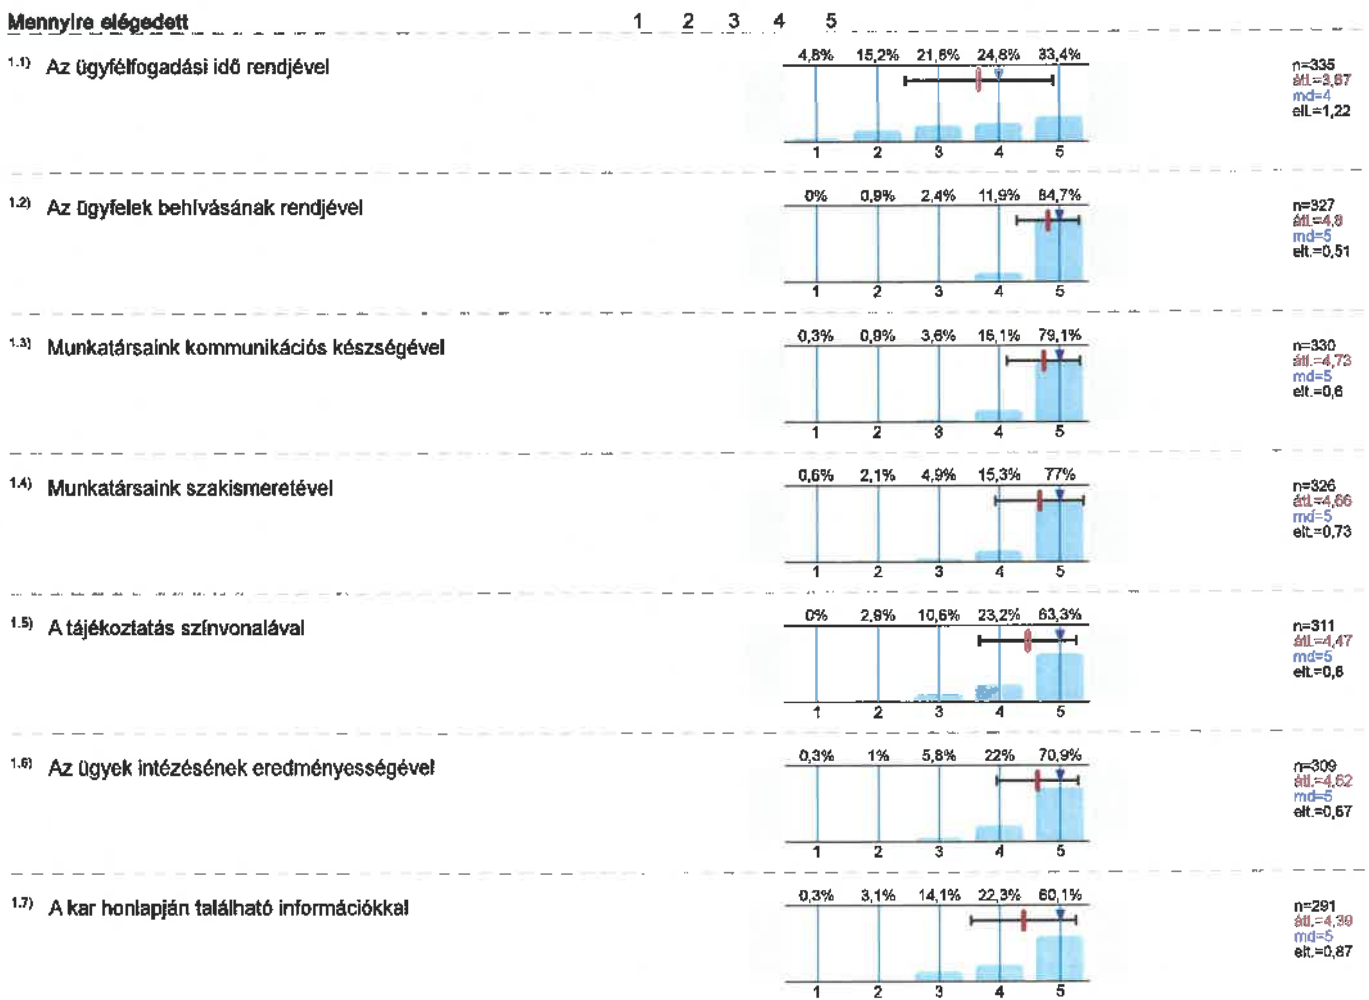 Mennyire elégedett 1 2 3 4 5
1.1) Az ügyfélfogadási idő rendjével
4,8% 15,2% 21,8% 24,8% 33,4%
1 2 3 4 5
n=335
átl.=3,67
md=4
elt.=1,22
1.2) Az ügyfelek behívásának rendjével
0% 0,9% 2,4% 11,9% 84,7%
1 2 3 4 5
n=327
átl.=4,8
md=5
elt.=0,51
1.3) Munkatársaink kommunikációs készségével
0,3% 0,9% 3,6% 15,1% 79,1%
1 2 3 4 5
n=330
átl.=4,73
md=5
elt.=0,6
1.4) Munkatársaink szakismeretével
0,6% 2,1% 4,9% 15,3% 77%
1 2 3 4 5
n=326
átl.=4,66
md=5
elt.=0,73
1.5) A tájékoztatás színvonalával
0% 2,9% 10,6% 23,2% 63,3%
1 2 3 4 5
n=311
átl.=4,47
md=5
elt.=0,8
1.6) Az ügyek intézésének eredményességével
0,3% 1% 5,8% 22% 70,9%
1 2 3 4 5
n=309
átl.=4,62
md=5
elt.=0,67
1.7) A kar honlapján található információkkal
0,3% 3,1% 14,1% 22,3% 60,1%
1 2 3 4 5
n=291
átl.=4,39
md=5
elt.=0,87